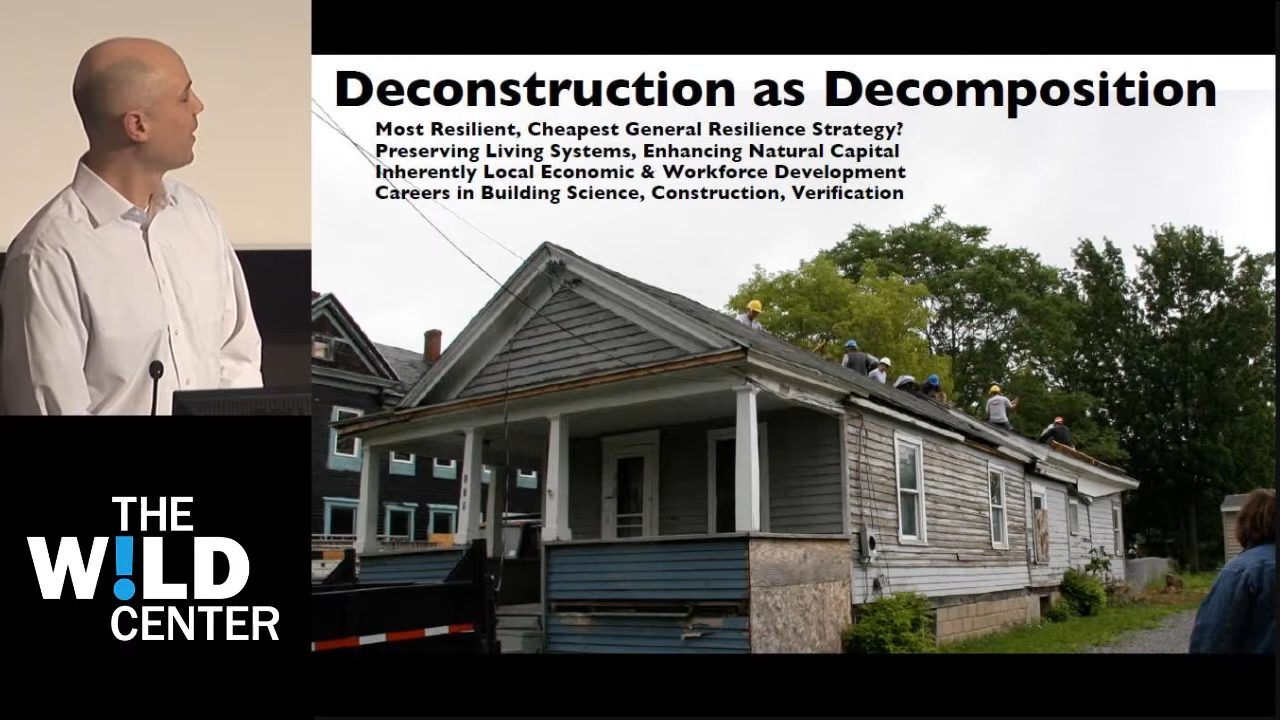 Deconstruction as Decomposition
Most Resilient, Cheapest General Resilience Strategy?
Preserving Living Systems, Enhancing Natural Capital
Inherently Local Economic & Workforce Development
Careers in Building Science, Construction, Verification
THE
W!LD
CENTER